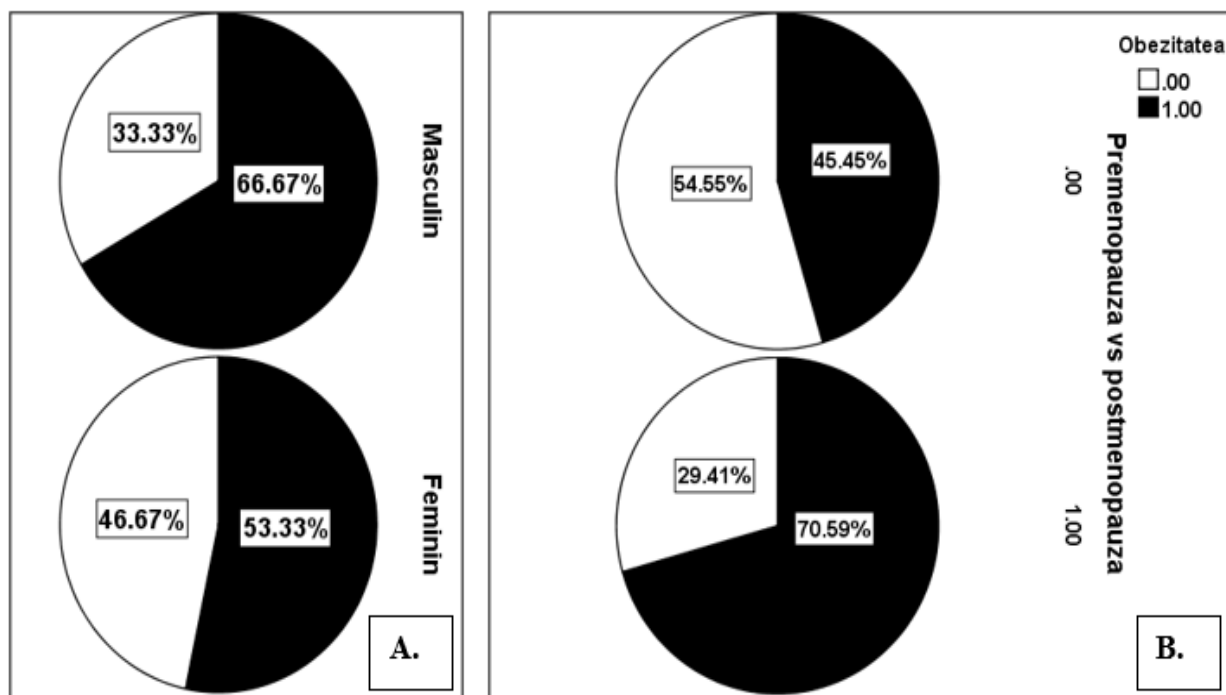 33.33%
66.67%
Masculin
46.67%
53.33%
Feminin
A.
54.55%
45.45%
.00
29.41%
70.59%
1.00
Premenopauza vs postmenopauza
Obezitatea
.00
1.00
B.